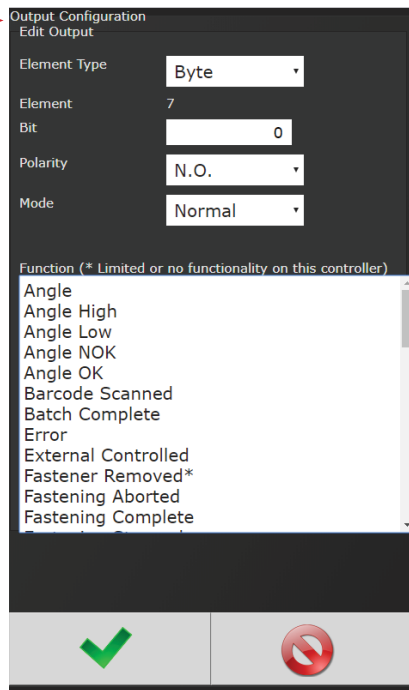 Output Configuration
Edit Output
Element Type Byte
Element 7
Bit 0
Polarity N.O.
Mode Normal
Function (* Limited or no functionality on this controller)
Angle
Angle High
Angle Low
Angle NOK
Angle OK
Barcode Scanned
Batch Complete
Error
External Controlled
Fastener Removed*
Fastening Aborted
Fastening Complete